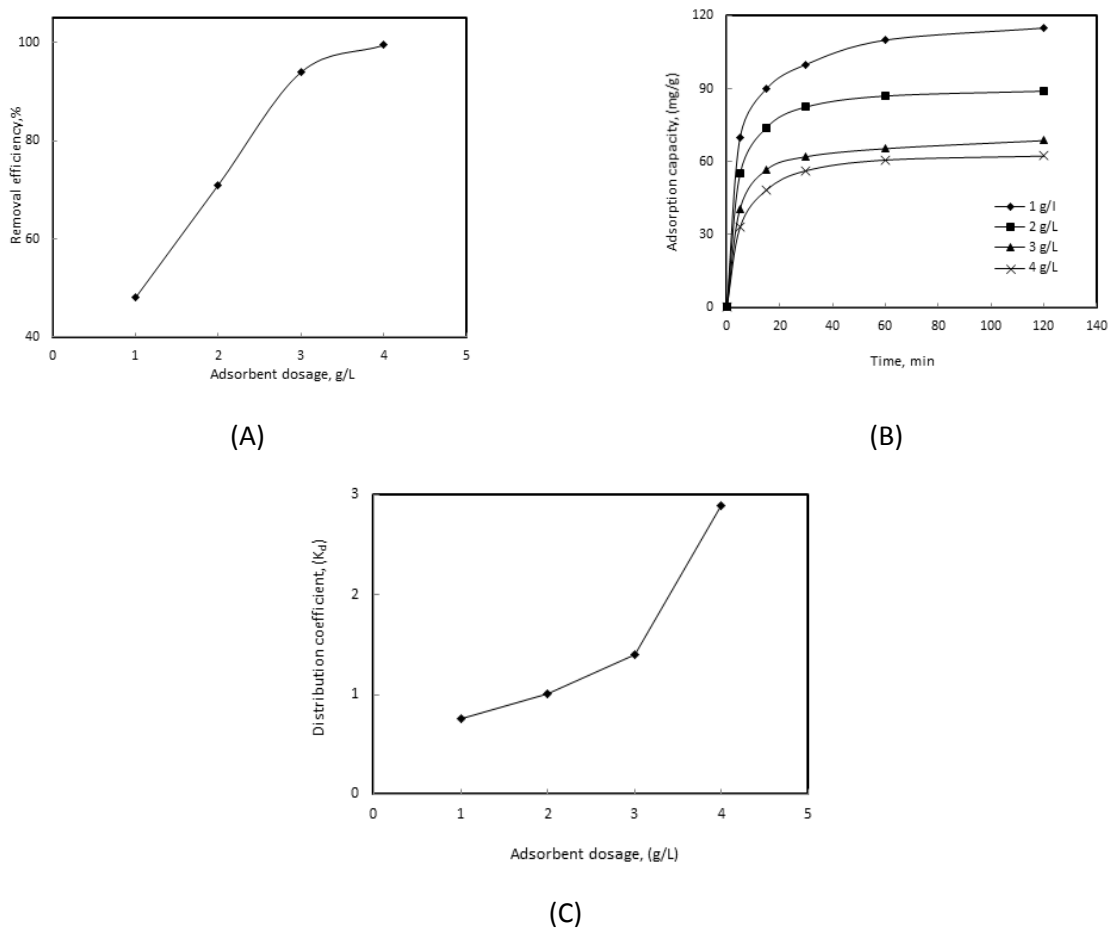 Removal efficiency,%
100
80
60
40
0 1 2 3 4 5
Adsorbent dosage, g/L
(A)
Adsorption capacity, (mg/g)
120
90
60
30
0
1 g/l
2 g/L
3 g/L
4 g/L
0 20 40 60 80 100 120 140
Time, min
(B)
Distribution coefficient, (Kd)
3
2
1
0
0 1 2 3 4 5
Adsorbent dosage, (g/L)
(C)